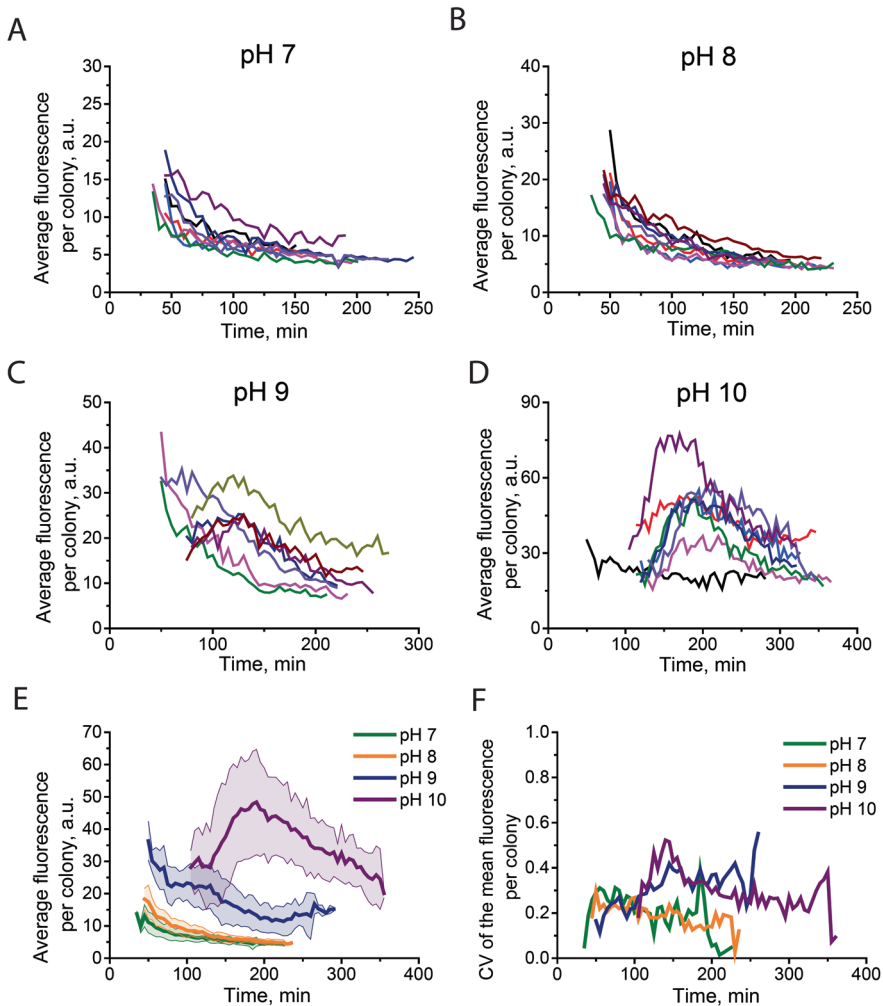 A
pH 7
Average fluorescence
per colony, a.u.
30
25
20
15
10
5
0
0
50
100
150
200
250
Time, min
B
pH 8
Average fluorescence
per colony, a.u.
40
30
20
10
0
0
50
100
150
200
250
Time, min
C
pH 9
Average fluorescence
per colony, a.u.
50
40
30
20
10
0
0
100
200
300
Time, min
D
pH 10
Average fluorescence
per colony, a.u.
90
60
30
0
0
100
200
300
400
Time, min
E
Average fluorescence
per colony, a.u.
70
60
50
40
30
20
10
0
0
100
200
300
400
Time, min
pH 7
pH 8
pH 9
pH 10
F
CV of the mean fluorescence
per colony
1.0
0.8
0.6
0.4
0.2
0.0
0
100
200
300
400
Time, min
pH 7
pH 8
pH 9
pH 10